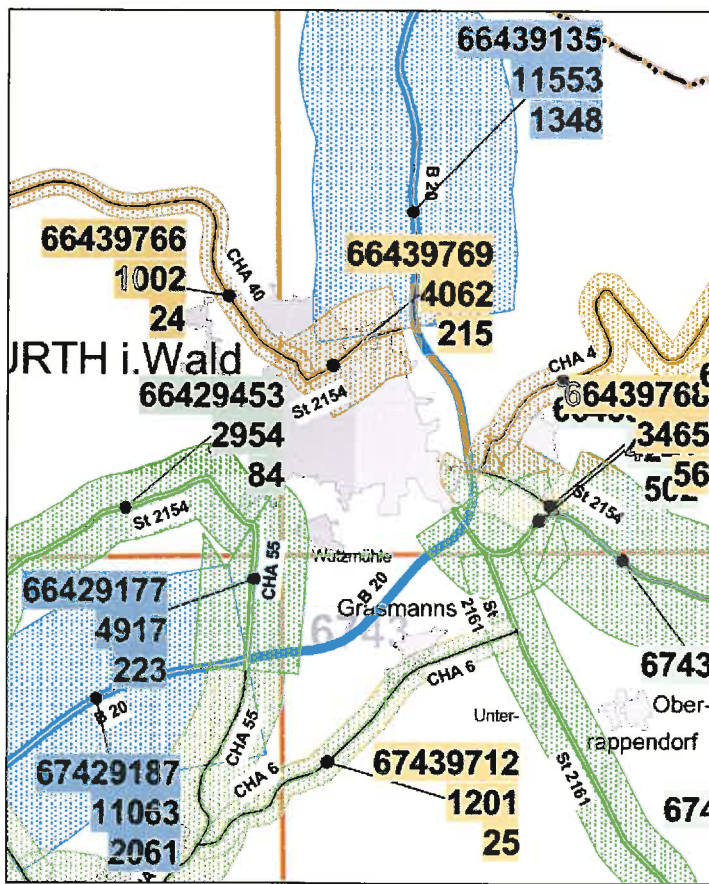 66439135
11553
1348
B 20
66439766
1002
24
CHA 40
66439769
4062
215
URTH i.Wald
St 2154
CHA 4
66439768
3465
56
66429453
2954
84
St 2154
St 2154
CHA 55
Wutzmühle
66429177
4917
223
B 20
Grasmanns
6743
St
2161
CHA 6
6743
Ober-
Unter-
rappendorf
B 20
CHA 55
CHA 6
St 2161
67429187
11063
2061
67439712
1201
25
674